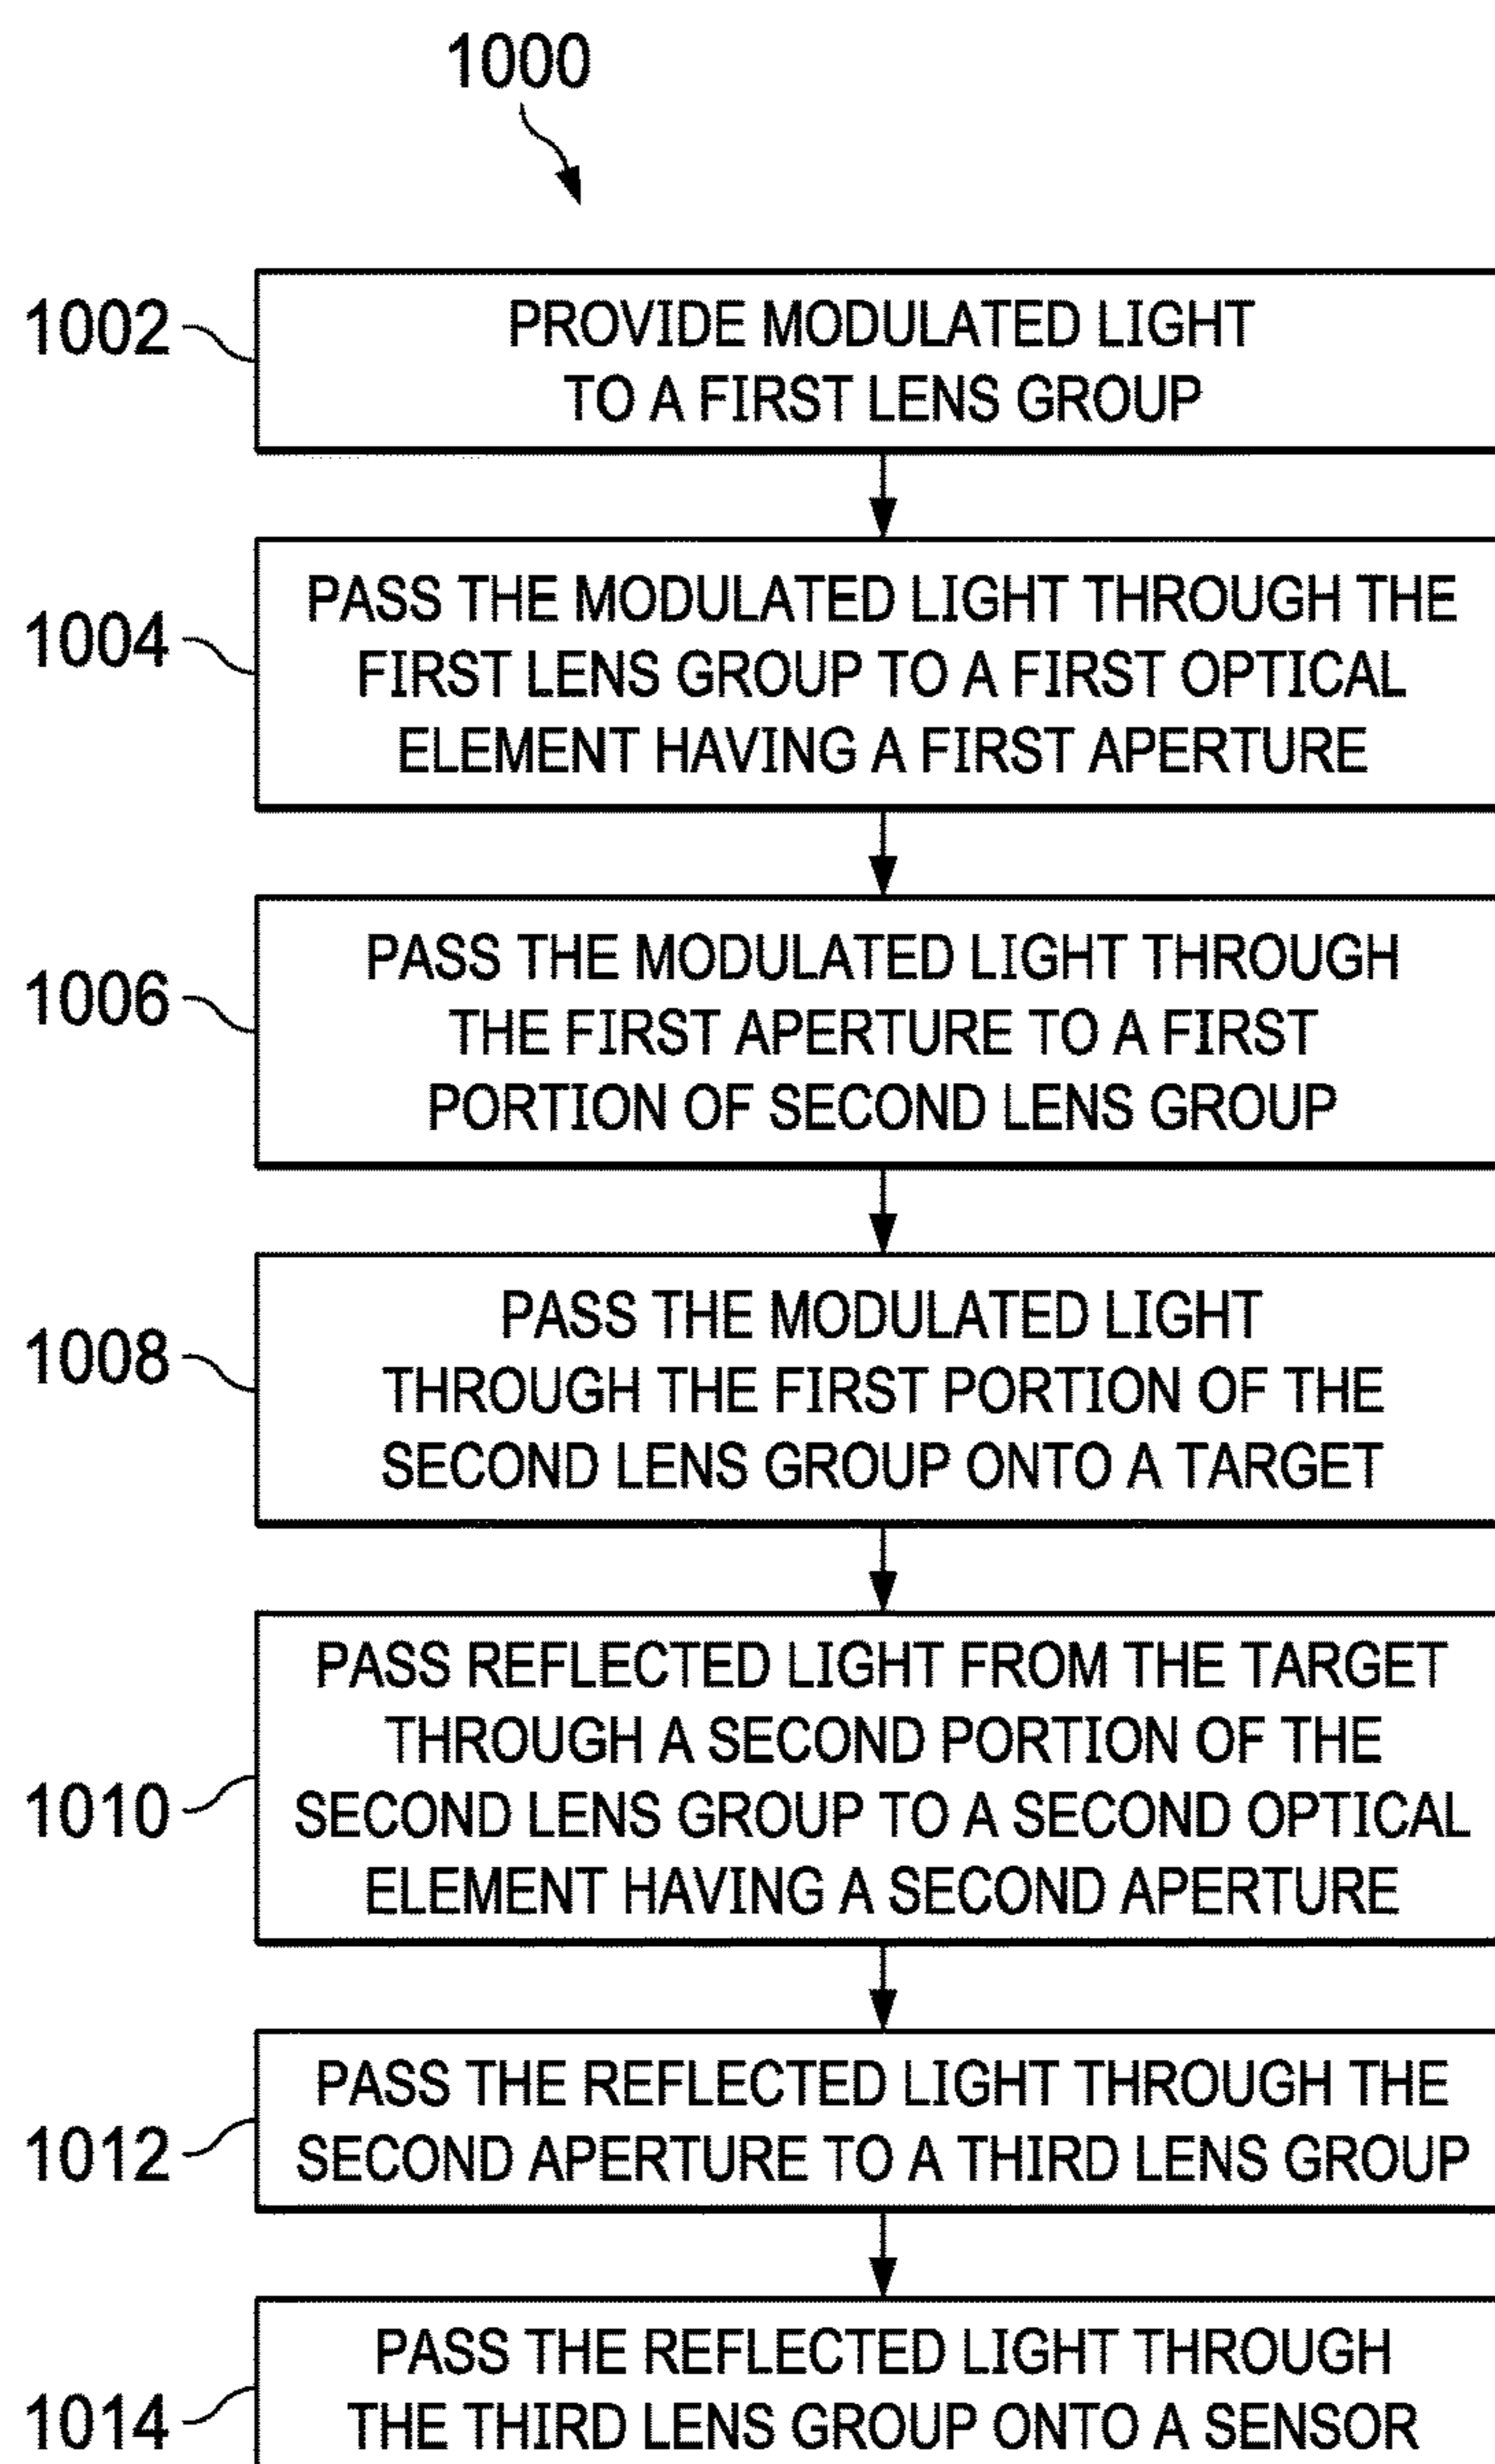 1000
1002
PROVIDE MODULATED LIGHT
TO A FIRST LENS GROUP
1004
PASS THE MODULATED LIGHT THROUGH THE
FIRST LENS GROUP TO A FIRST OPTICAL
ELEMENT HAVING A FIRST APERTURE
1006
PASS THE MODULATED LIGHT THROUGH
THE FIRST APERTURE TO A FIRST
PORTION OF SECOND LENS GROUP
1008
PASS THE MODULATED LIGHT
THROUGH THE FIRST PORTION OF THE
SECOND LENS GROUP ONTO A TARGET
1010
PASS REFLECTED LIGHT FROM THE TARGET
THROUGH A SECOND PORTION OF THE
SECOND LENS GROUP TO A SECOND OPTICAL
ELEMENT HAVING A SECOND APERTURE
1012
PASS THE REFLECTED LIGHT THROUGH THE
SECOND APERTURE TO A THIRD LENS GROUP
1014
PASS THE REFLECTED LIGHT THROUGH
THE THIRD LENS GROUP ONTO A SENSOR